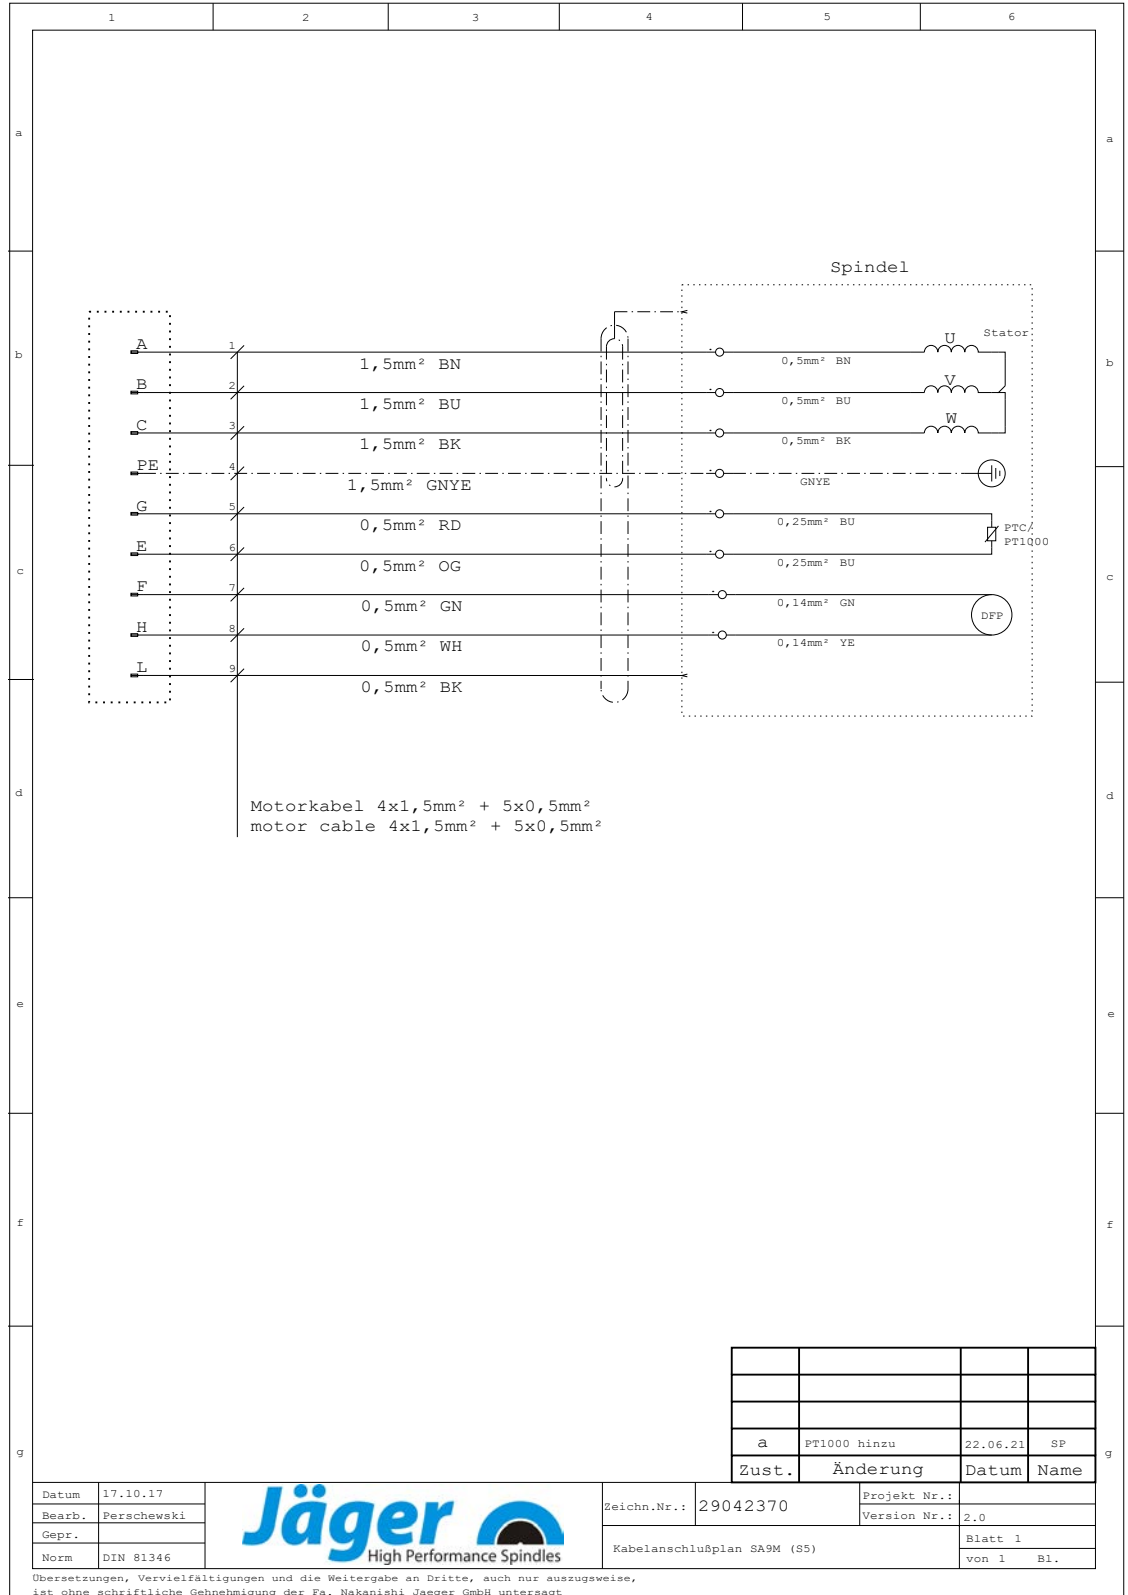 1 2 3 4 5 6
a a
Spindel
b b
A 1 1,5mm² BN 0,5mm² BN U Stator
B 2 1,5mm² BU 0,5mm² BU V
C 3 1,5mm² BK 0,5mm² BK W
PE 4 1,5mm² GNYE GNYE
G 5 0,5mm² RD 0,25mm² BU PTC/
PT1000
E 6 0,5mm² OG 0,25mm² BU
c c
F 7 0,5mm² GN 0,14mm² GN DFP
H 8 0,5mm² WH 0,14mm² YE
L 9 0,5mm² BK
d d
Motorkabel 4x1,5mm² + 5x0,5mm²
motor cable 4x1,5mm² + 5x0,5mm²
e e
f f
g g
a PT1000 hinzu 22.06.21 SP
Zust. Änderung Datum Name
Datum 17.10.17
Bearb. Perschewski
Gepr.
Norm DIN 81346
Jäger
High Performance Spindles
Zeichn.Nr.: 29042370
Kabelanschlußplan SA9M (S5)
Projekt Nr.:
Version Nr.: 2.0
Blatt 1
von 1 Bl.
Übersetzungen, Vervielfältigungen und die Weitergabe an Dritte, auch nur auszugsweise,
ist ohne schriftliche Gehnehmigung der Fa. Nakanishi Jaeger GmbH untersagt